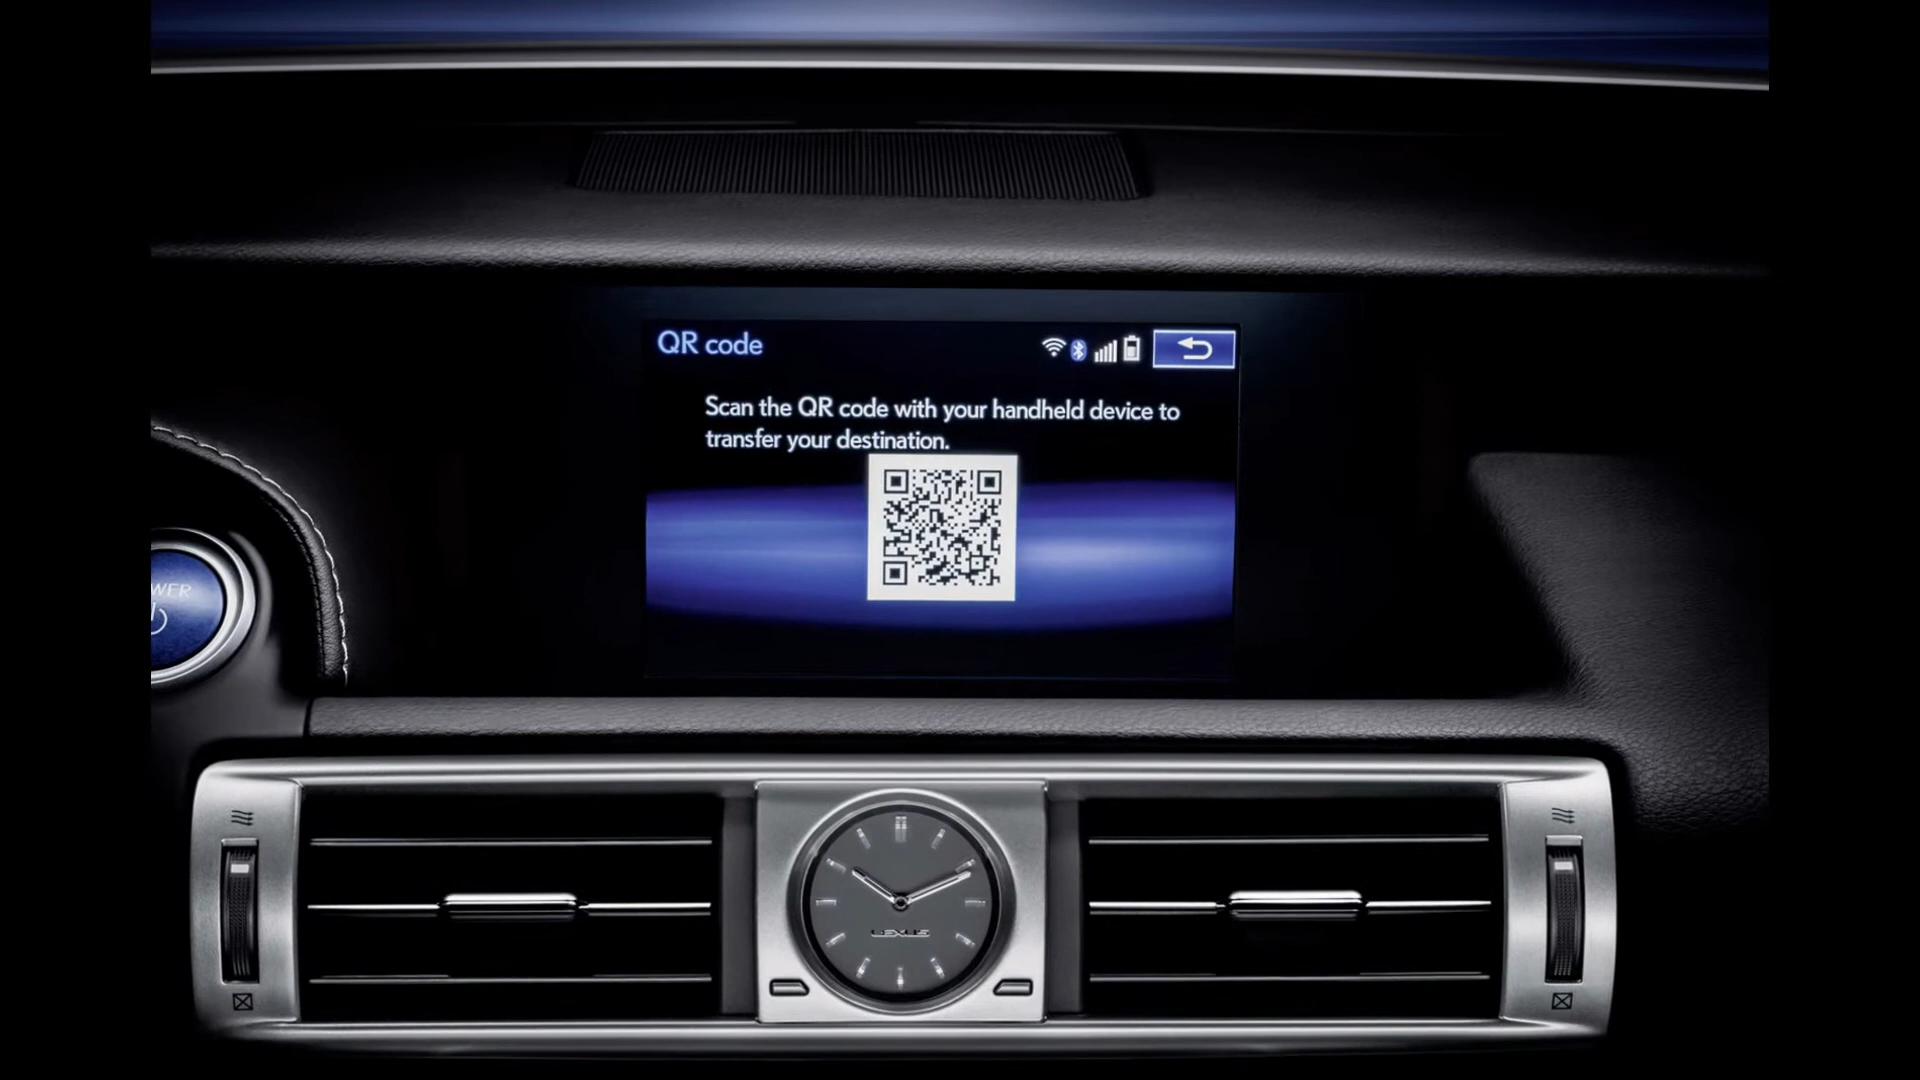 QR code
Scan the QR code with your handheld device to
transfer your destination.
WER
LEXUS